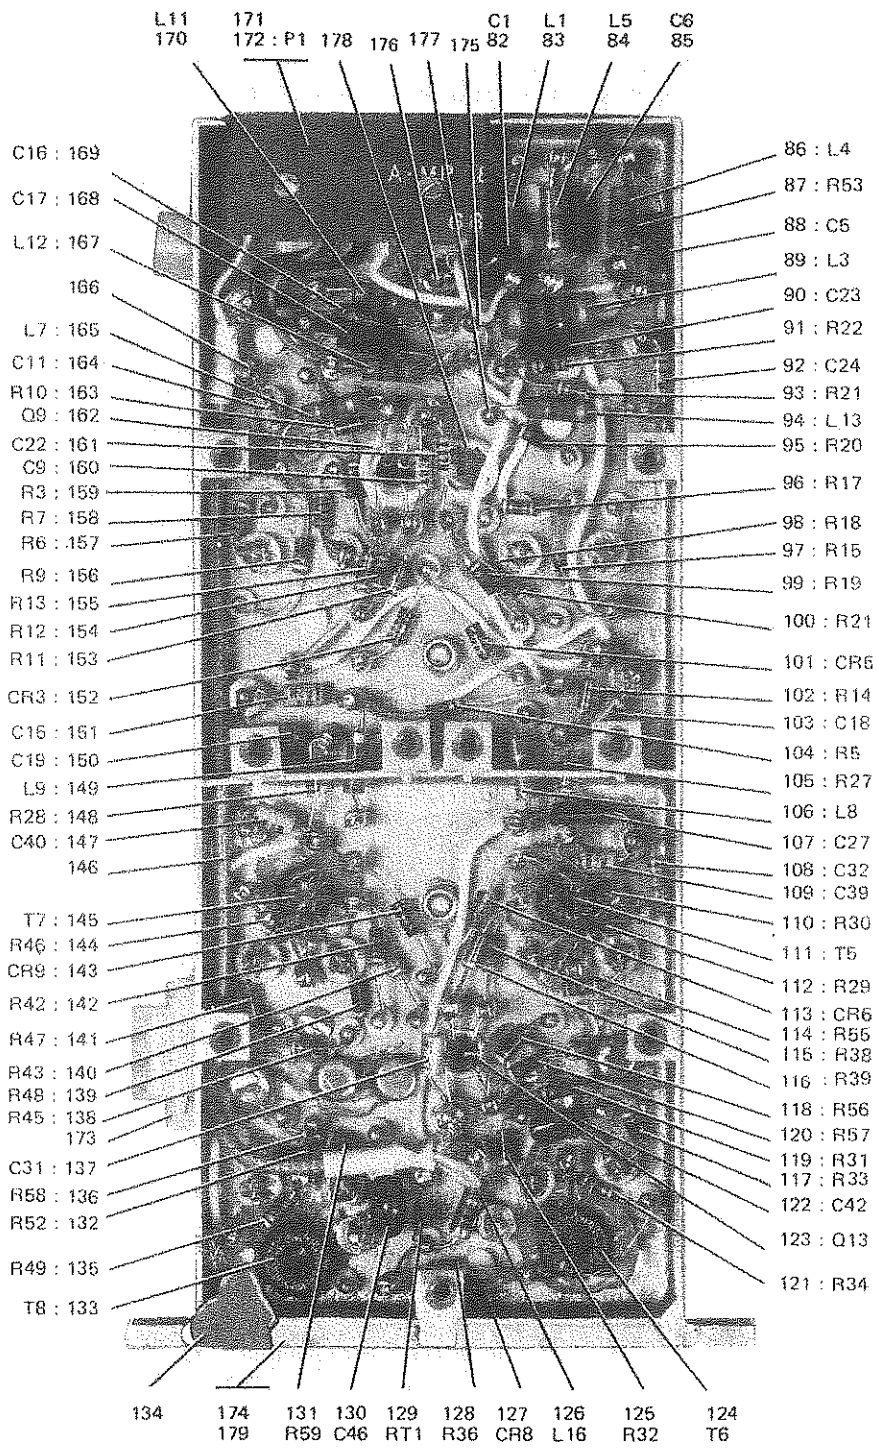 L11 171 C1 L1 L5 C6
170 172 : P1 178 176 177 175 82 83 84 85
C16 : 169
C17 : 168
L12 : 167
166
L7 : 165
C11 : 164
R10 : 163
Q9 : 162
C22 : 161
C9 : 160
R3 : 159
R7 : 158
R6 : 157
R9 : 156
R13 : 155
R12 : 154
R11 : 153
CR3 : 152
C15 : 151
C19 : 150
L9 : 149
R28 : 148
C40 : 147
146
T7 : 145
R46 : 144
CR9 : 143
R42 : 142
R47 : 141
R43 : 140
R48 : 139
R45 : 138
173
C31 : 137
R58 : 136
R52 : 132
R49 : 135
T8 : 133
86 : L4
87 : R53
88 : C5
89 : L3
90 : C23
91 : R22
92 : C24
93 : R21
94 : L13
95 : R20
96 : R17
98 : R18
97 : R15
99 : R19
100 : R21
101 : CR5
102 : R14
103 : C18
104 : R5
105 : R27
106 : L8
107 : C27
108 : C32
109 : C39
110 : R30
111 : T5
112 : R29
113 : CR6
114 : R55
115 : R38
116 : R39
118 : R56
120 : R57
119 : R31
117 : R33
122 : C42
123 : Q13
121 : R34
134 174 131 130 129 128 127 126 125 124
179 R59 C46 RT1 R36 CR8 L16 R32 T6